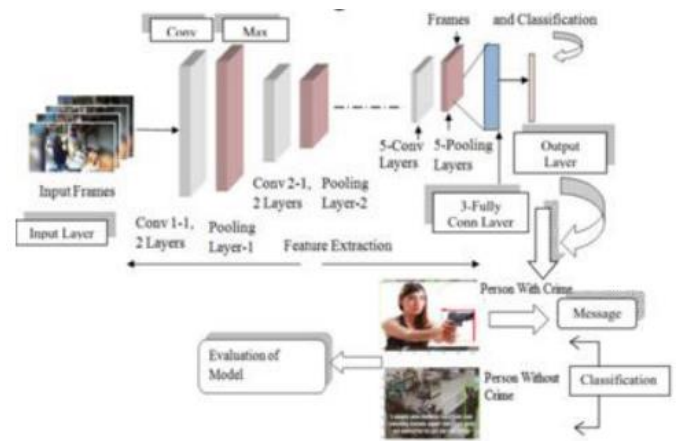 Conv
Max
Frames
and Classification
Input Frames
Input Layer
Conv 1-1,
2 Layers
Pooling
Layer-1
Conv 2-1,
2 Layers
Pooling
Layer-2
Feature Extraction
5-Conv
Layers
5-Pooling
Layers
3-Fully
Conn Layer
Output
Layer
Person With Crime
Message
Evaluation of
Model
Person Without
Crime
Classification